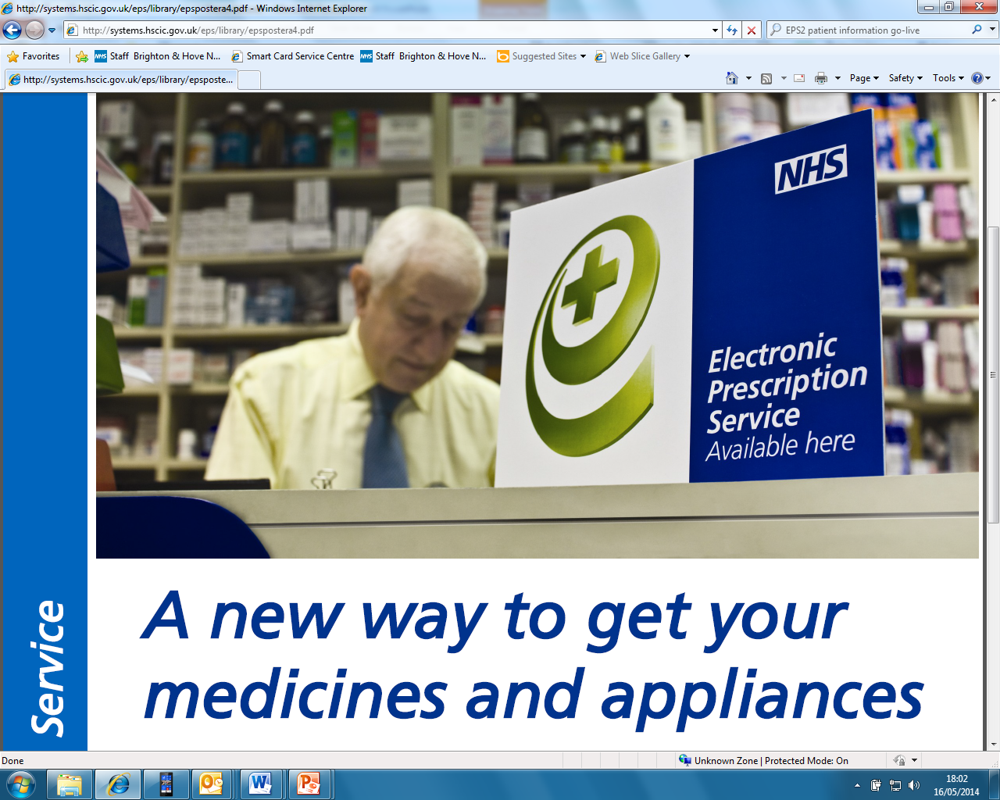 http://systems.hscic.gov.uk/eps/library/epspostera4.pdf - Windows Internet Explorer
http://systems.hscic.gov.uk/eps/library/epspostera4.pdf
EPS2 patient information go-live
Favorites
Staff Brighton & Hove N...
Smart Card Service Centre
Staff Brighton & Hove N...
Suggested Sites
Web Slice Gallery
http://systems.hscic.gov.uk/eps/library/epsposte...
Page
Safety
Tools
NHS
Electronic
Prescription
Service
Available here
Service
A new way to get your
medicines and appliances
Done
Unknown Zone | Protected Mode: On
18:02
16/05/2014